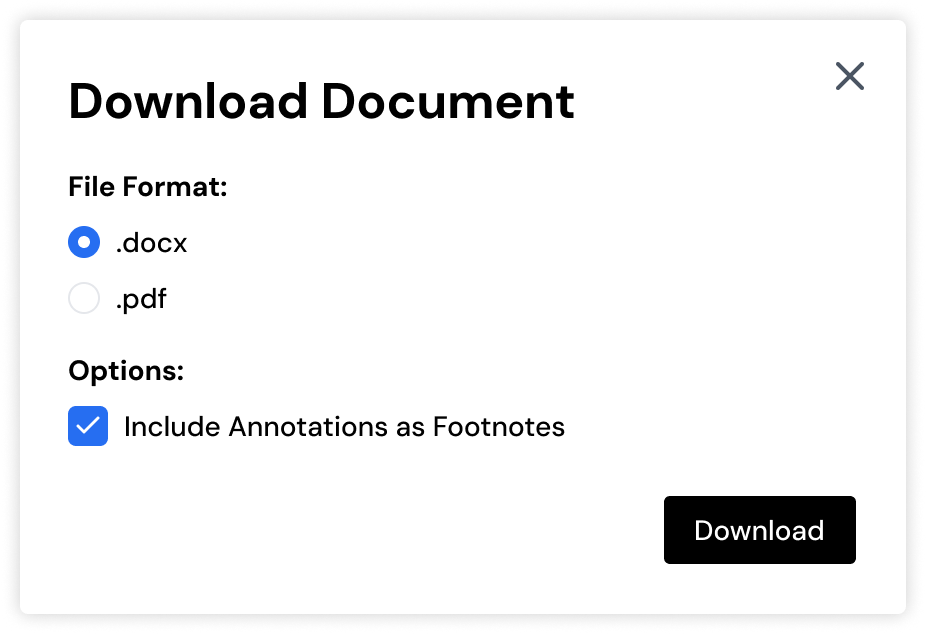 Download Document
File Format:
.docx
.pdf
Options:
Include Annotations as Footnotes
Download